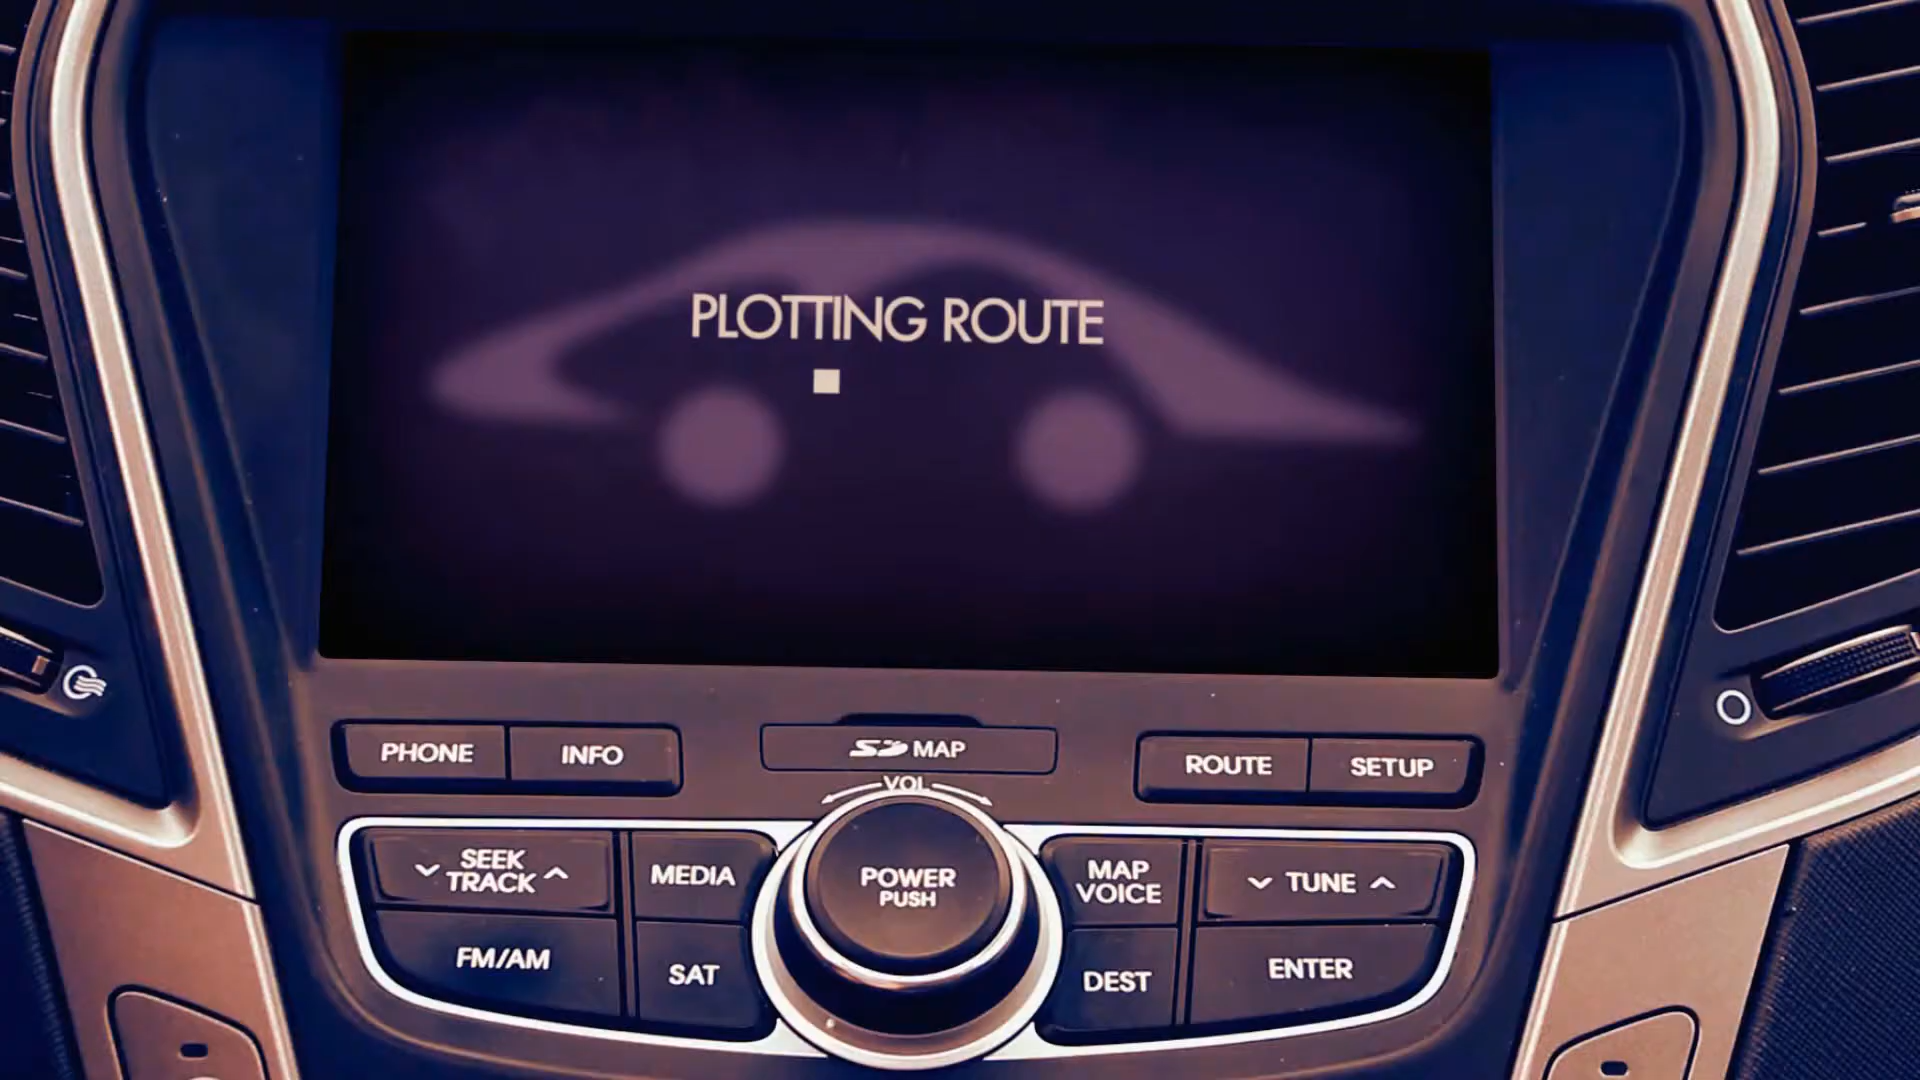 PLOTTING ROUTE
PHONE
INFO
SD MAP
ROUTE
SETUP
VOL
SEEK
TRACK
MEDIA
POWER
PUSH
MAP
VOICE
TUNE
FM/AM
SAT
DEST
ENTER